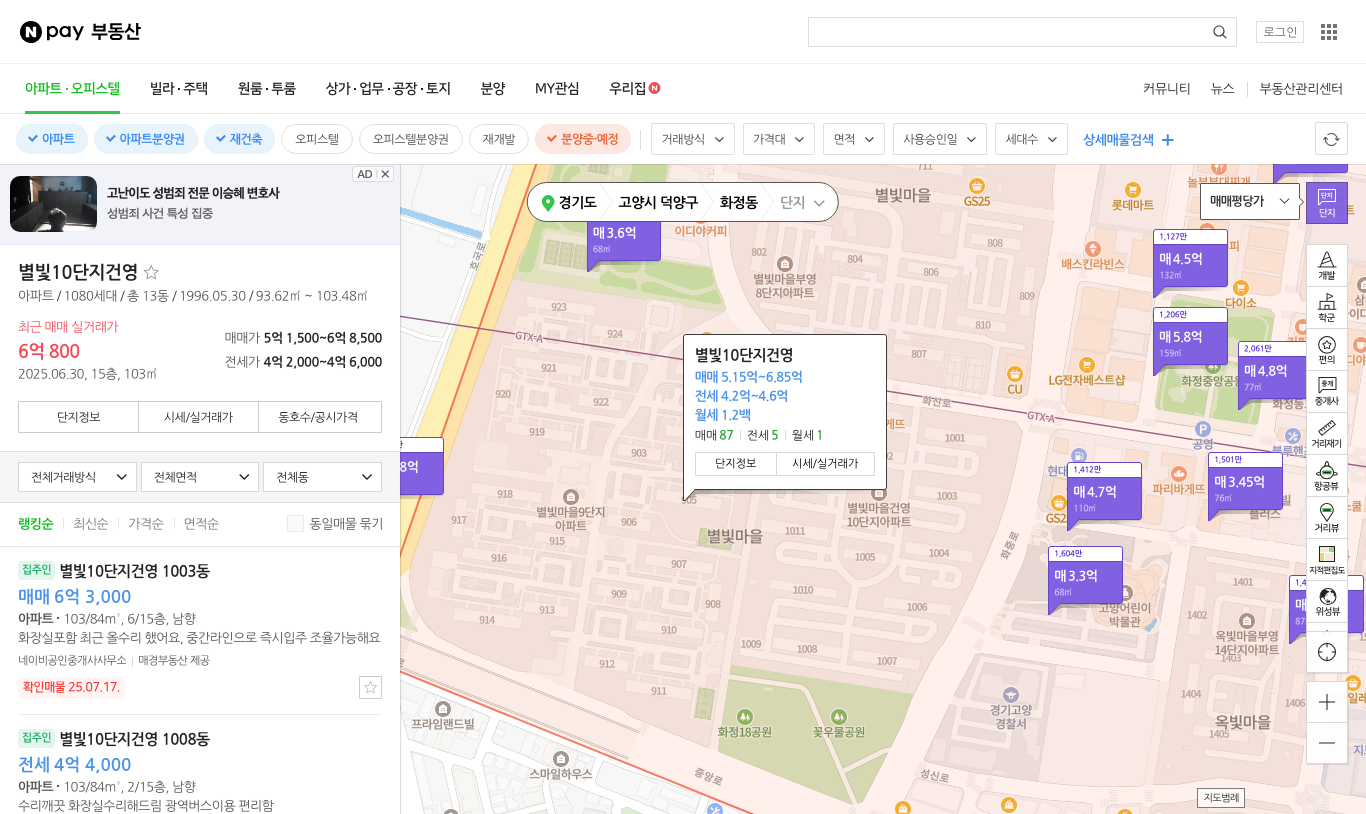 N pay 부동산
로그인
아파트·오피스텔 빌라·주택 원룸·투룸 상가·업무·공장·토지 분양 MY관심 우리집 N
커뮤니티 뉴스 부동산관리센터
아파트 아파트분양권 재건축 오피스텔 오피스텔분양권 재개발 분양중·예정 거래방식 가격대 면적 사용승인일 세대수 상세매물검색
고난이도 성범죄 전문 이승혜 변호사
성범죄 사건 특성 집중
AD
별빛10단지건영
아파트 / 1080세대 / 총 13동 / 1996.05.30 / 93.62㎡ ~ 103.48㎡
최근 매매 실거래가
6억 800
2025.06.30, 15층, 103㎡
매매가 5억 1,500~6억 8,500
전세가 4억 2,000~4억 6,000
단지정보 시세/실거래가 동호수/공시가격
전체거래방식 전체면적 전체동
랭킹순 최신순 가격순 면적순 동일매물 묶기
집주인 별빛10단지건영 1003동
매매 6억 3,000
아파트 · 103/84m², 6/15층, 남향
화장실포함 최근 올수리 했어요, 중간라인으로 즉시입주 조율가능해요
네이비공인중개사사무소 매경부동산 제공
확인매물 25.07.17.
집주인 별빛10단지건영 1008동
전세 4억 4,000
아파트 · 103/84m², 2/15층, 남향
수리깨끗 화장실수리해드림 광역버스이용 편리함
경기도 고양시 덕양구 화정동 단지
매매평당가
단지
단지
개발
학군
편의
중개
중개사
거리재기
항공뷰
거리뷰
지적편집도
위성뷰
지도범례
711
별빛마을
GS25
롯데마트
놀부부대찌개
이디야커피
매 3.6억
68㎡
802
804
808
806
809
810
807
별빛마을부영
8단지아파트
배스킨라빈스
1,127만
매 4.5억
132㎡
다이소
1,206만
매 5.8억
159㎡
2,061만
매 4.8억
77㎡
화정중앙공원
LG전자베스트샵
CU
화신로
GTX-A
GTX-A
923
924
921
920
922
919
918
903
917
906
916
915
914
913
909
908
910
912
911
별빛마을9단지
아파트
별빛마을
별빛10단지건영
매매 5.15억~6.85억
전세 4.2억~4.6억
월세 1.2백
매매 87 전세 5 월세 1
단지정보 시세/실거래가
1001
1003
1002
1005
1004
1010
1009
1008
1007
별빛마을건영
10단지아파트
공영
1,412만
매 4.7억
110㎡
파리바게뜨
1,501만
매 3.45억
76㎡
플러스
화중로
1,604만
매 3.3억
68㎡
고양어린이
박물관
1401
1402
1403
1404
1405
1406
옥빛마을부영
14단지아파트
옥빛마을
경기고양
경찰서
화정18공원
꽃우물공원
프라임랜드빌
스마일하우스
중앙로
성신로